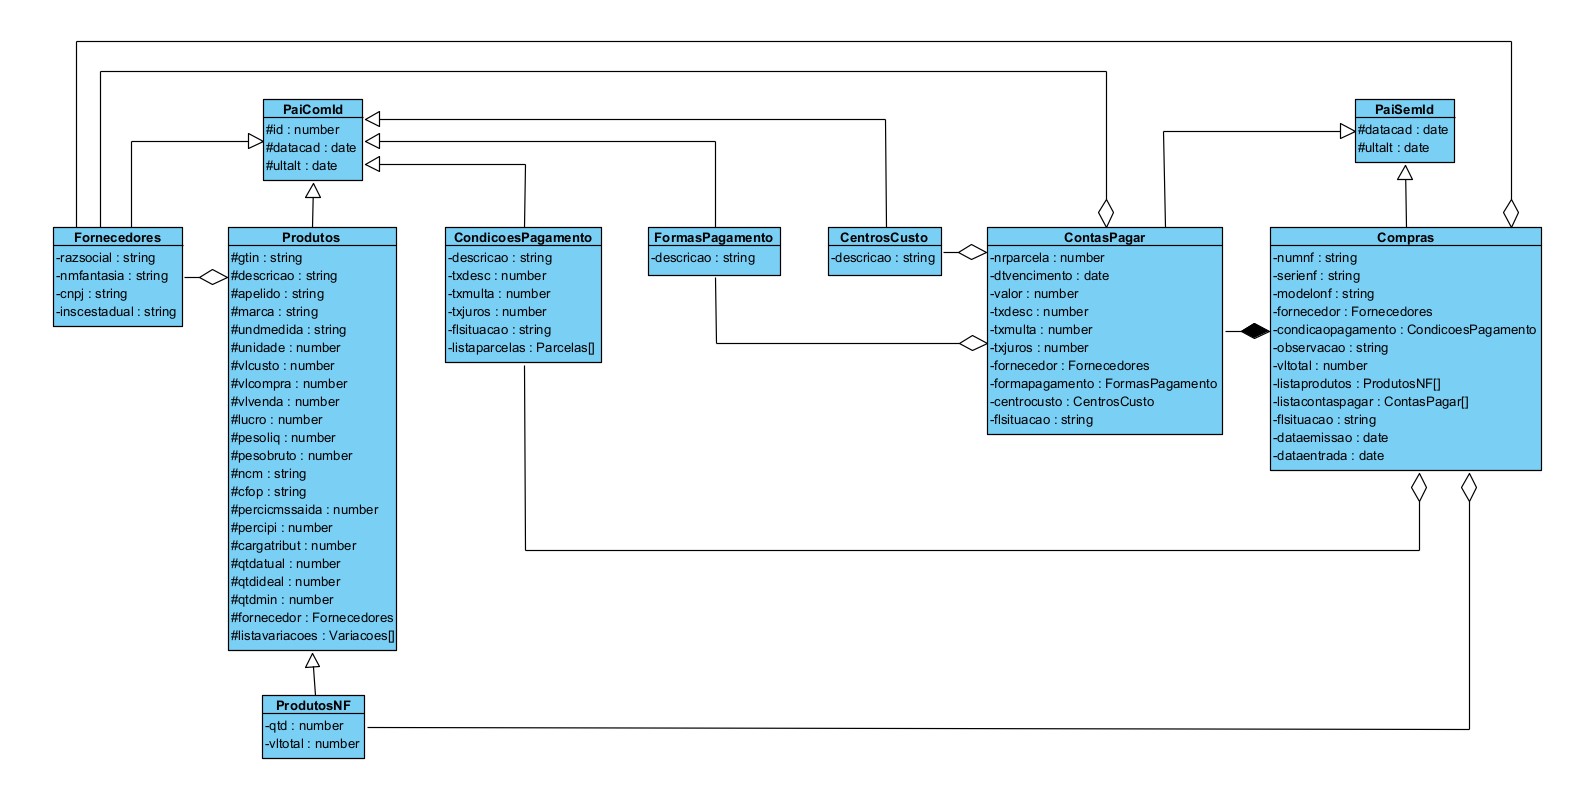 PaiComId
#id : number
#datacad : date
#ultalt : date
PaiSemId
#datacad : date
#ultalt : date
Fornecedores
-razsocial : string
-nmfantasia : string
-cnpj : string
-inscestadual : string
Produtos
#gtin : string
#descricao : string
#apelido : string
#marca : string
#undmedida : string
#unidade : number
#vlcusto : number
#vlcompra : number
#vlvenda : number
#lucro : number
#pesoliq : number
#pesobruto : number
#ncm : string
#cfop : string
#percicmssaida : number
#percipi : number
#cargatribut : number
#qtdatual : number
#qtdideal : number
#qtdmin : number
#fornecedor : Fornecedores
#listavariacoes : Variacoes[]
CondicoesPagamento
-descricao : string
-txdesc : number
-txmulta : number
-txjuros : number
-flsituacao : string
-listaparcelas : Parcelas[]
FormasPagamento
-descricao : string
CentrosCusto
-descricao : string
ContasPagar
-nrparcela : number
-dtvencimento : date
-valor : number
-txdesc : number
-txmulta : number
-txjuros : number
-fornecedor : Fornecedores
-formapagamento : FormasPagamento
-centrocusto : CentrosCusto
-flsituacao : string
Compras
-numnf : string
-serienf : string
-modelonf : string
-fornecedor : Fornecedores
-condicaopagamento : CondicoesPagamento
-observacao : string
-vltotal : number
-listaprodutos : ProdutosNF[]
-listacontaspagar : ContasPagar[]
-flsituacao : string
-dataemissao : date
-dataentrada : date
ProdutosNF
-qtd : number
-vltotal : number